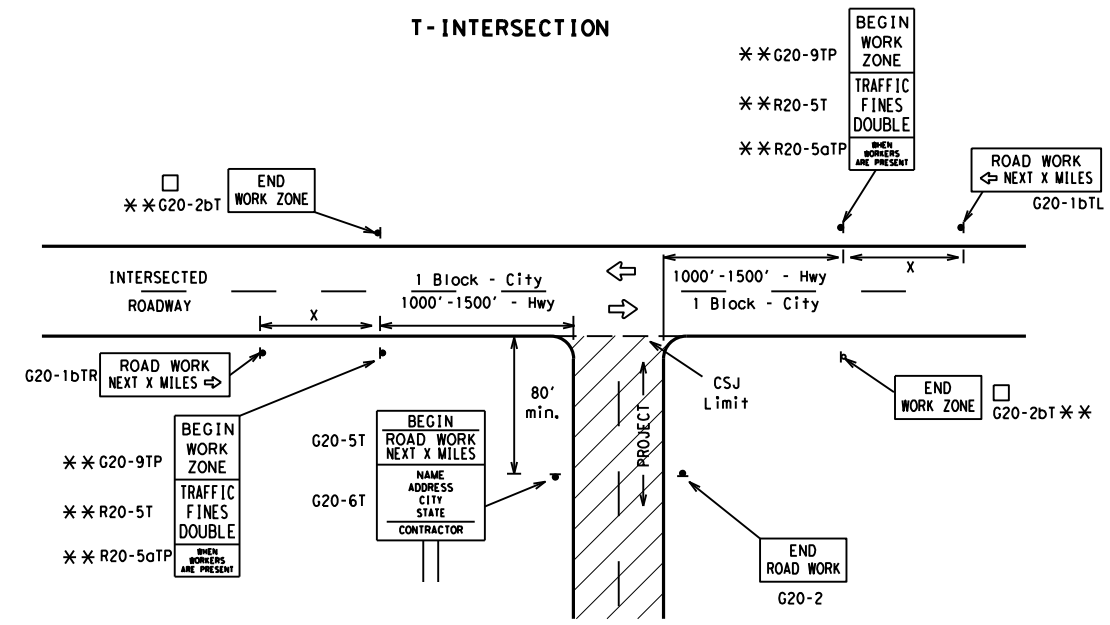 T-INTERSECTION
BEGIN
WORK
ZONE
**G20-9TP
TRAFFIC
FINES
DOUBLE
**R20-5T
WHEN
WORKERS
ARE PRESENT
**R20-5aTP
ROAD WORK
⇦ NEXT X MILES
G20-1bTL
END
WORK ZONE
□
**G20-2bT
INTERSECTED
ROADWAY
1 Block - City
1000'-1500' - Hwy
1000'-1500' - Hwy
1 Block - City
X
X
G20-1bTR
ROAD WORK
NEXT X MILES ⇨
80'
min.
PROJECT
CSJ
Limit
END
WORK ZONE
□
G20-2bT**
BEGIN
WORK
ZONE
**G20-9TP
TRAFFIC
FINES
DOUBLE
**R20-5T
WHEN
WORKERS
ARE PRESENT
**R20-5aTP
G20-5T
BEGIN
ROAD WORK
NEXT X MILES
G20-6T
NAME
ADDRESS
CITY
STATE
CONTRACTOR
END
ROAD WORK
G20-2